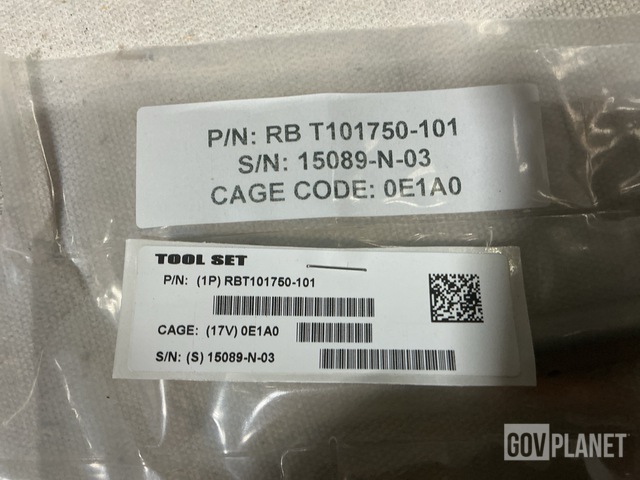 P/N: RB T101750-101
S/N: 15089-N-03
CAGE CODE: 0E1A0
TOOL SET
P/N: (1P) RBT101750-101
CAGE: (17V) 0E1A0
S/N: (S) 15089-N-03
GOVPLANET